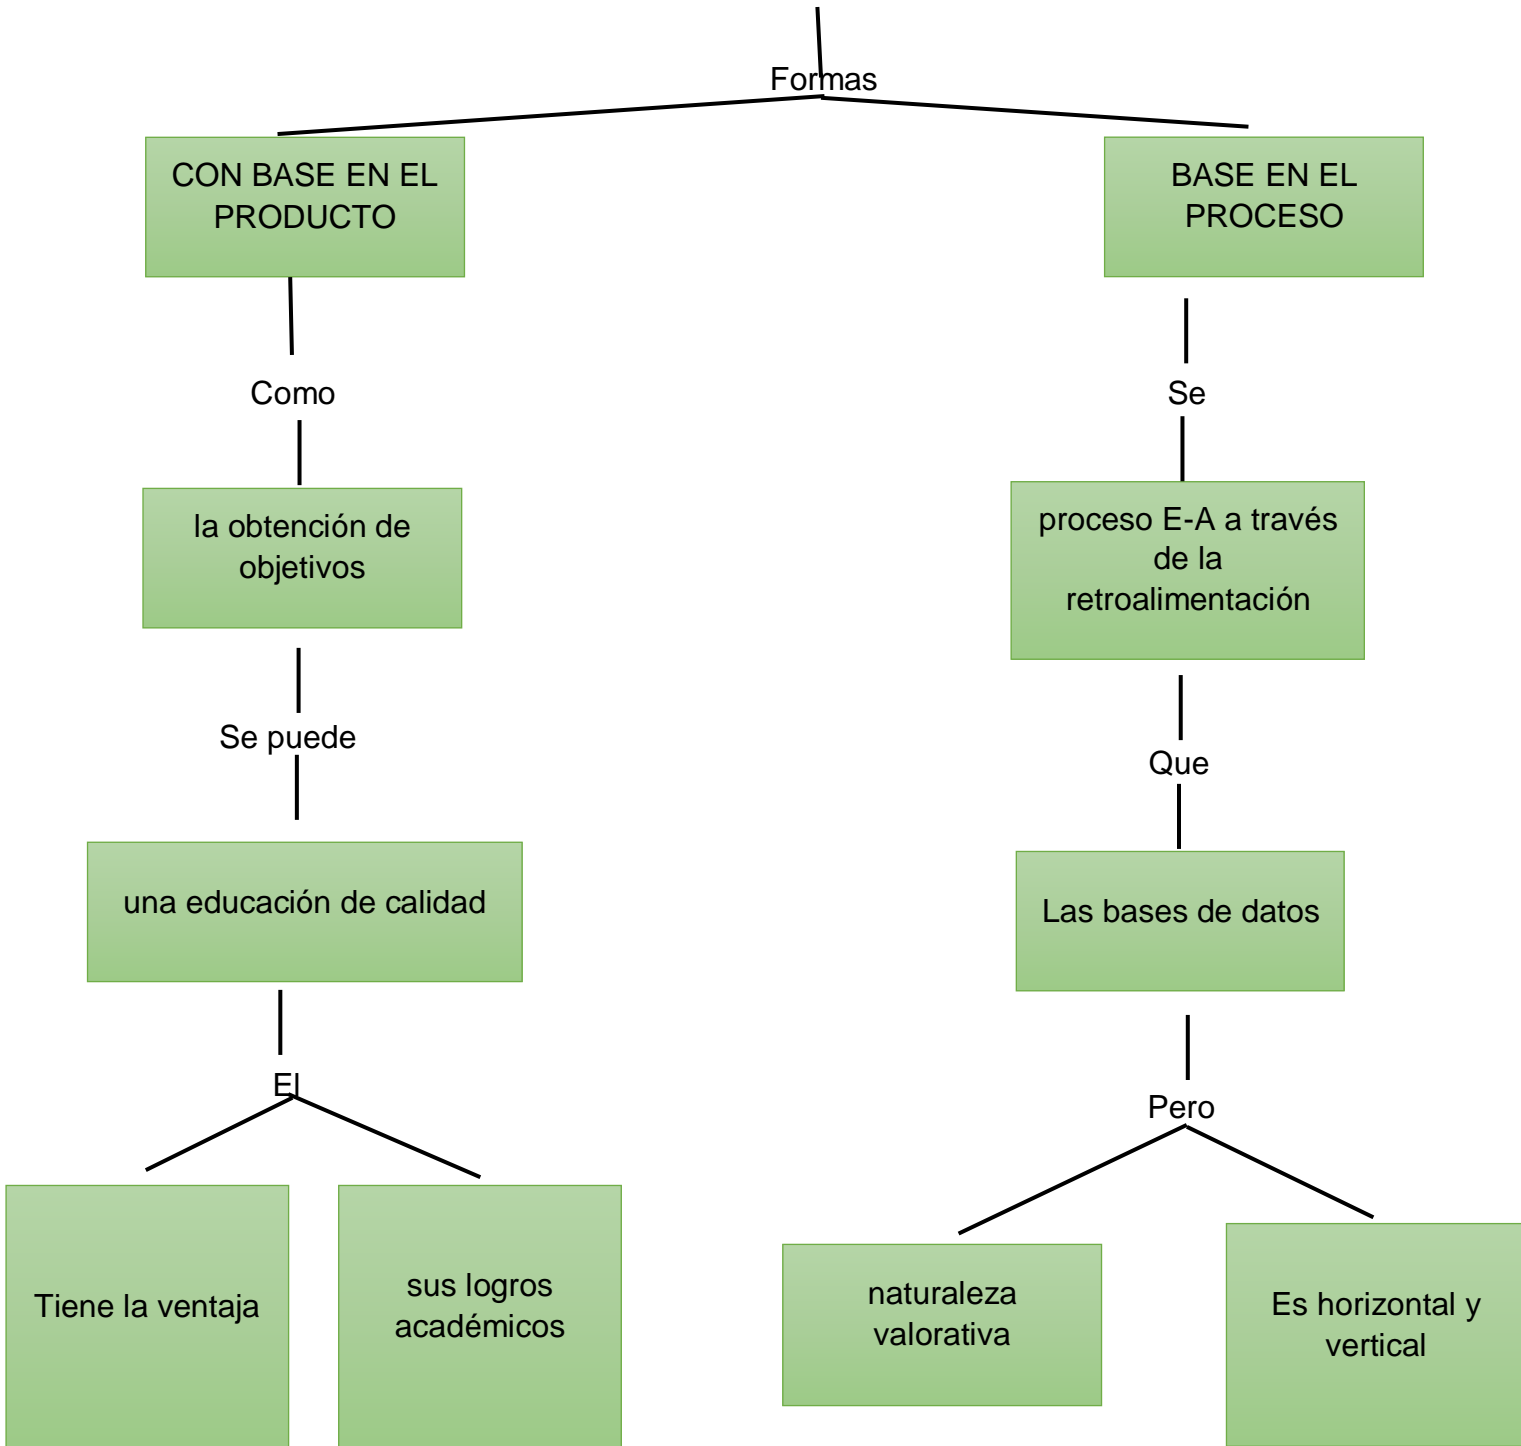 Formas
CON BASE EN EL
PRODUCTO
BASE EN EL
PROCESO
Como
Se
la obtención de
objetivos
proceso E-A a través
de la
retroalimentación
Se puede
Que
una educación de calidad
Las bases de datos
El
Pero
Tiene la ventaja
sus logros
académicos
naturaleza
valorativa
Es horizontal y
vertical